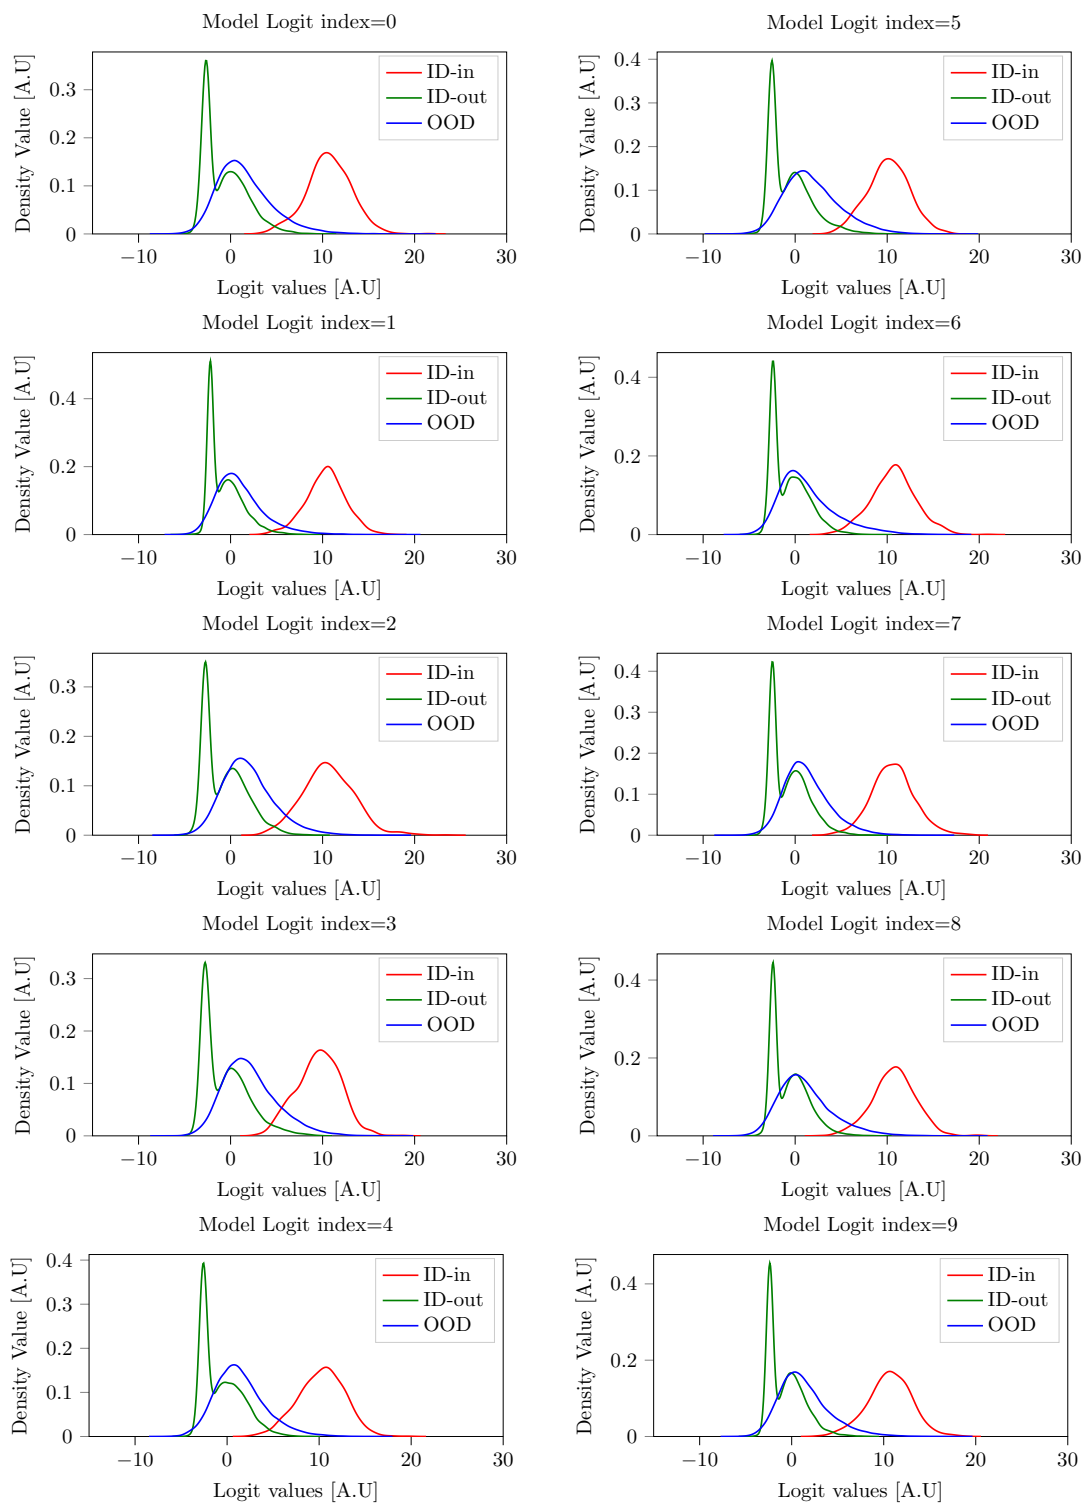 Model Logit index=0
Density Value [A.U]
0.3
0.2
0.1
0
ID-in
ID-out
OOD
−10 0 10 20 30
Logit values [A.U]
Model Logit index=5
Density Value [A.U]
0.4
0.3
0.2
0.1
0
ID-in
ID-out
OOD
−10 0 10 20 30
Logit values [A.U]
Model Logit index=1
Density Value [A.U]
0.4
0.2
0
ID-in
ID-out
OOD
−10 0 10 20 30
Logit values [A.U]
Model Logit index=6
Density Value [A.U]
0.4
0.2
0
ID-in
ID-out
OOD
−10 0 10 20 30
Logit values [A.U]
Model Logit index=2
Density Value [A.U]
0.3
0.2
0.1
0
ID-in
ID-out
OOD
−10 0 10 20 30
Logit values [A.U]
Model Logit index=7
Density Value [A.U]
0.4
0.3
0.2
0.1
0
ID-in
ID-out
OOD
−10 0 10 20 30
Logit values [A.U]
Model Logit index=3
Density Value [A.U]
0.3
0.2
0.1
0
ID-in
ID-out
OOD
−10 0 10 20 30
Logit values [A.U]
Model Logit index=8
Density Value [A.U]
0.4
0.2
0
ID-in
ID-out
OOD
−10 0 10 20 30
Logit values [A.U]
Model Logit index=4
Density Value [A.U]
0.4
0.3
0.2
0.1
0
ID-in
ID-out
OOD
−10 0 10 20 30
Logit values [A.U]
Model Logit index=9
Density Value [A.U]
0.4
0.2
0
ID-in
ID-out
OOD
−10 0 10 20 30
Logit values [A.U]